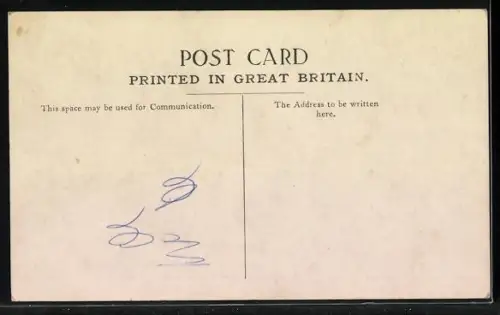 POST CARD
PRINTED IN GREAT BRITAIN.
This space may be used for Communication.
The Address to be written
here.